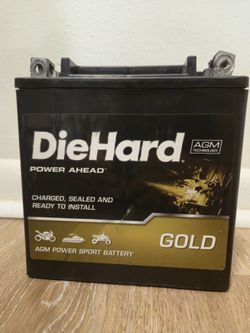 DieHard®
AGM
TECHNOLOGY
POWER AHEAD®
CHARGED, SEALED AND
READY TO INSTALL
GOLD
AGM POWER SPORT BATTERY